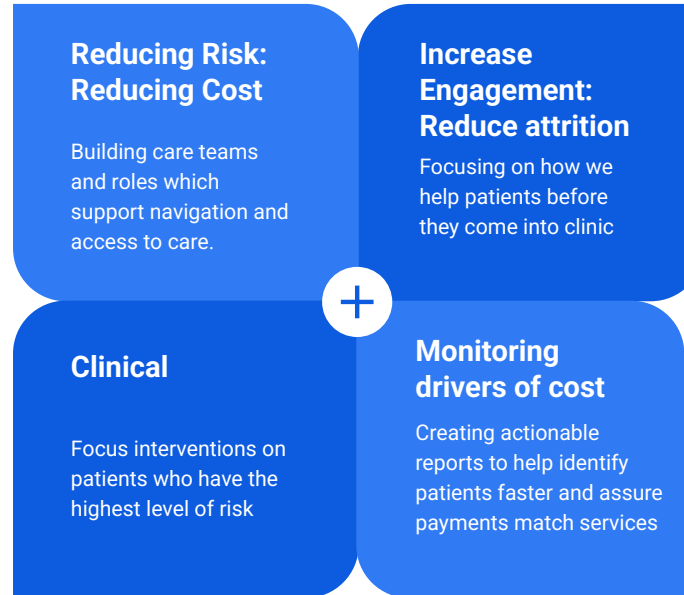 Reducing Risk:
Reducing Cost
Building care teams
and roles which
support navigation and
access to care.
Increase
Engagement:
Reduce attrition
Focusing on how we
help patients before
they come into clinic
Clinical
Focus interventions on
patients who have the
highest level of risk
Monitoring
drivers of cost
Creating actionable
reports to help identify
patients faster and assure
payments match services